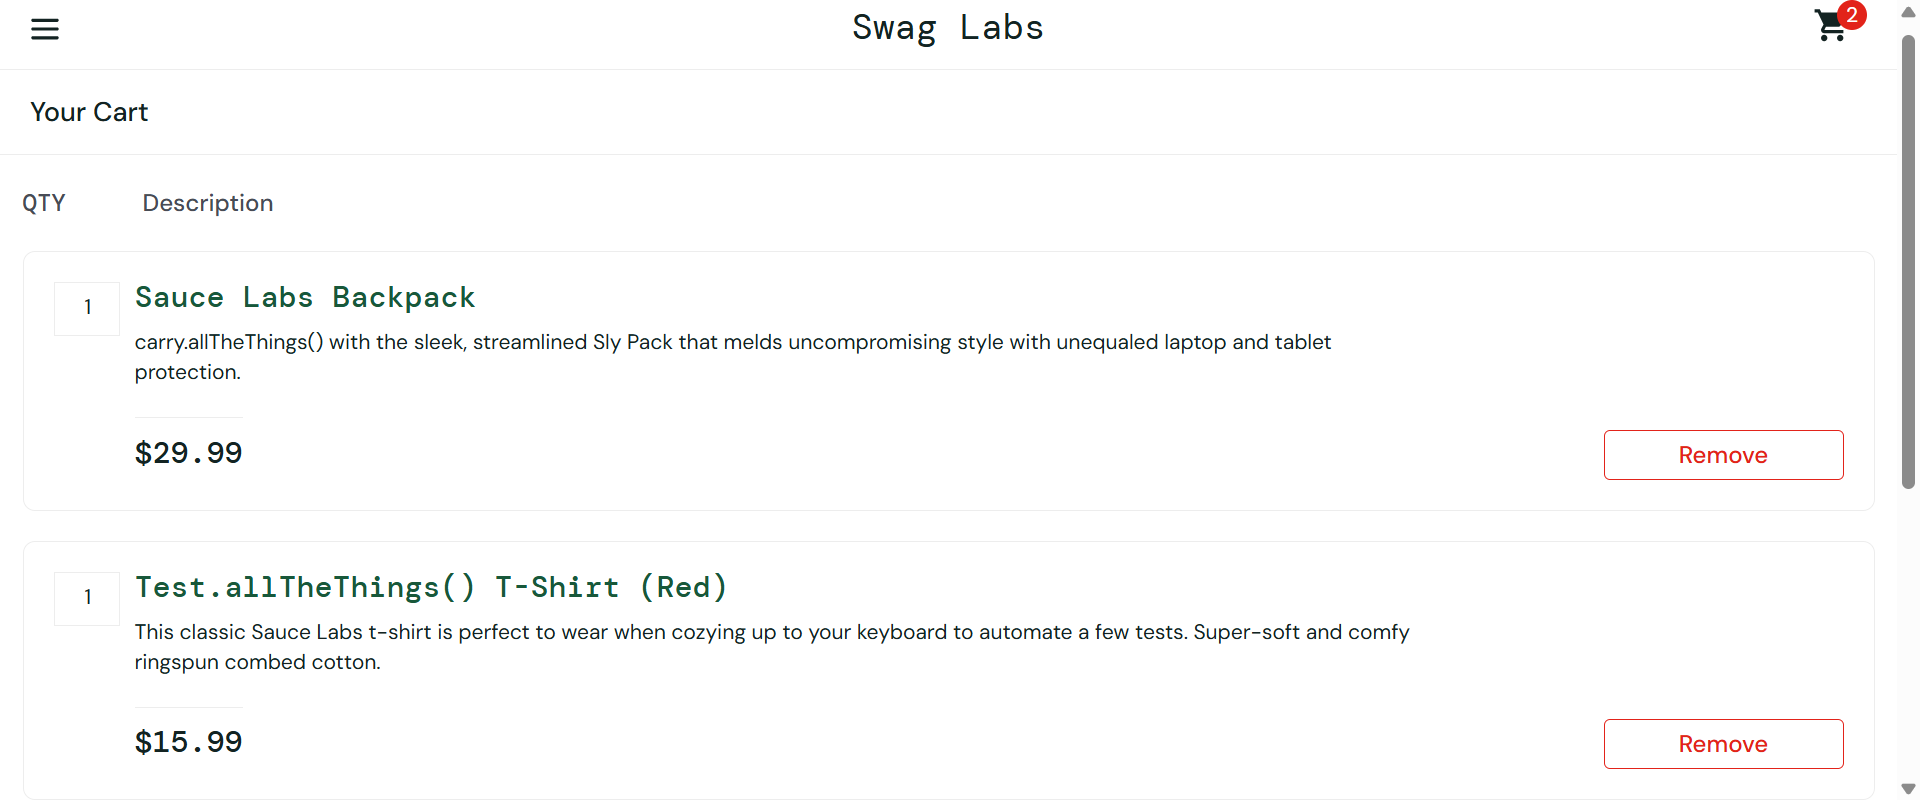 Swag Labs
2
Your Cart
QTY Description
1
Sauce Labs Backpack
carry.allTheThings() with the sleek, streamlined Sly Pack that melds uncompromising style with unequaled laptop and tablet
protection.
$29.99
Remove
1
Test.allTheThings() T-Shirt (Red)
This classic Sauce Labs t-shirt is perfect to wear when cozying up to your keyboard to automate a few tests. Super-soft and comfy
ringspun combed cotton.
$15.99
Remove